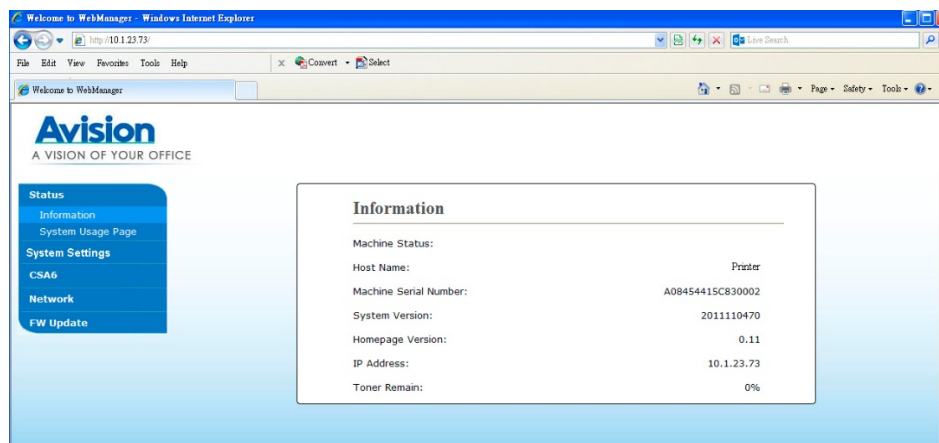 Welcome to WebManager - Windows Internet Explorer
http://10.1.23.73/
Live Search
File Edit View Favorites Tools Help
x Convert Select
Welcome to WebManager
Page Safety Tools
Avision
A VISION OF YOUR OFFICE
Status
Information
System Usage Page
System Settings
CSA6
Network
FW Update
Information
Machine Status:
Host Name: Printer
Machine Serial Number: A08454415C830002
System Version: 2011110470
Homepage Version: 0.11
IP Address: 10.1.23.73
Toner Remain: 0%